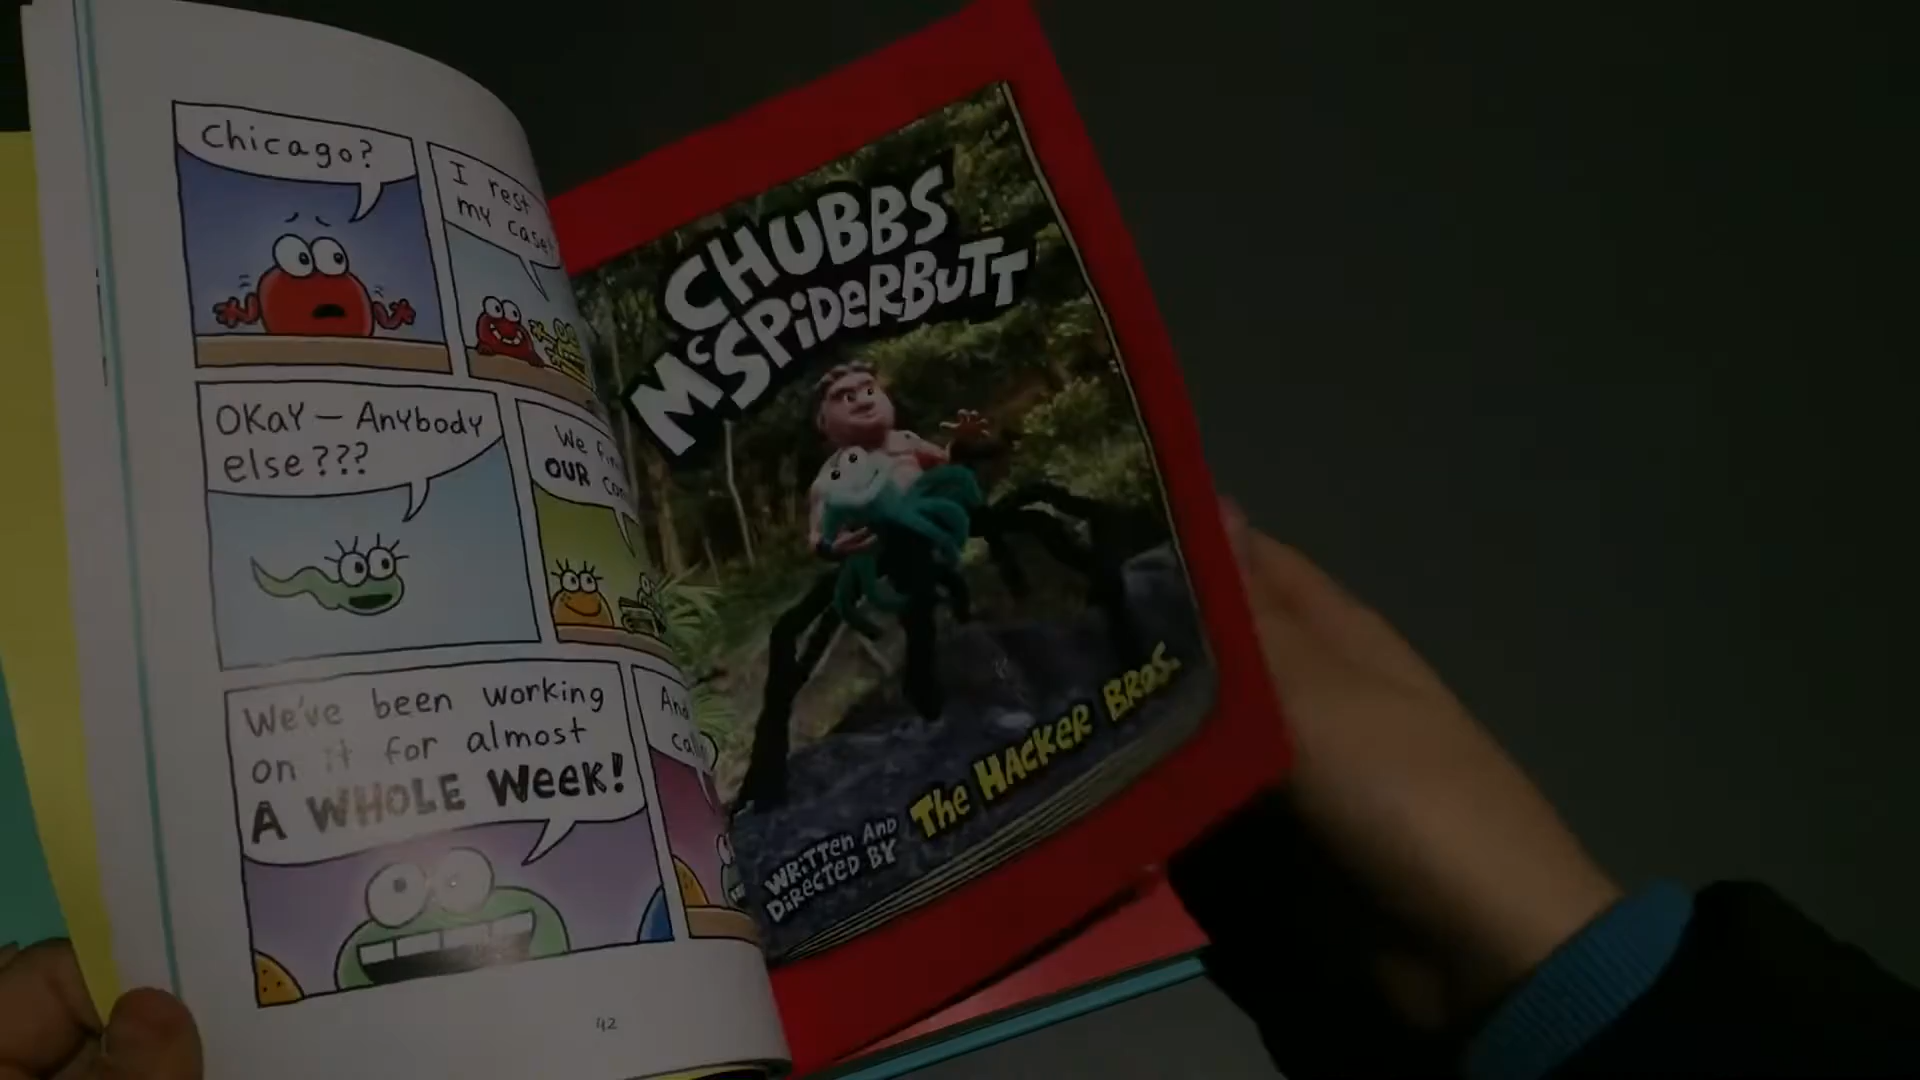 Chicago?
I rest
my case!
OKAY — Anybody
else???
We
OUR
We've been working
on it for almost
A WHOLE Week!
And
42
CHUBBS
McSPIDERBUTT
WRITTEN AND
DIRECTED BY
The HACKER BROS.